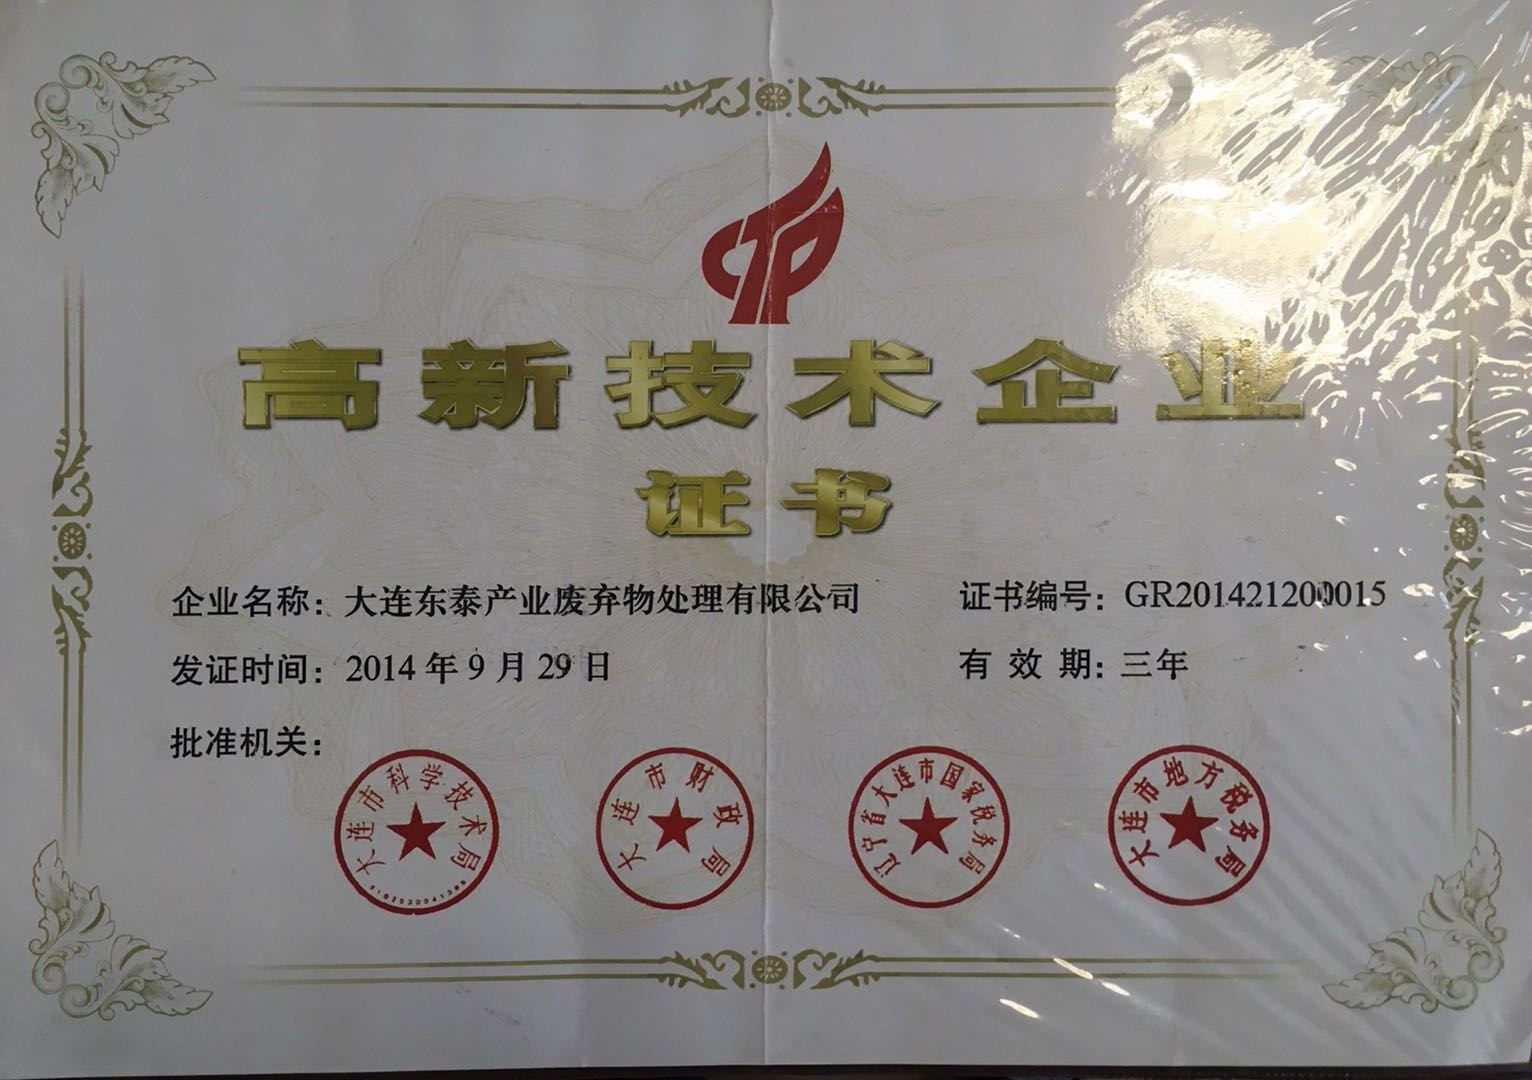 高新技术企业
证书
企业名称：大连东泰产业废弃物处理有限公司
证书编号：GR201421200015
发证时间：2014年9月29日
有效期：三年
批准机关：
大连市科学技术局
大连市财政局
辽宁省大连市国家税务局
大连市地方税务局